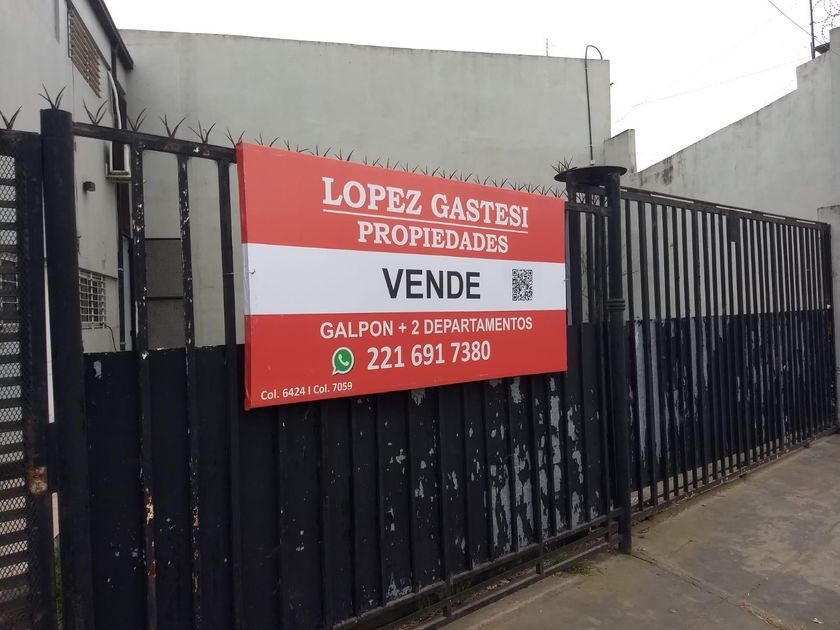 LOPEZ GASTESI
PROPIEDADES
VENDE
GALPON + 2 DEPARTAMENTOS
221 691 7380
Col. 6424 I Col. 7059